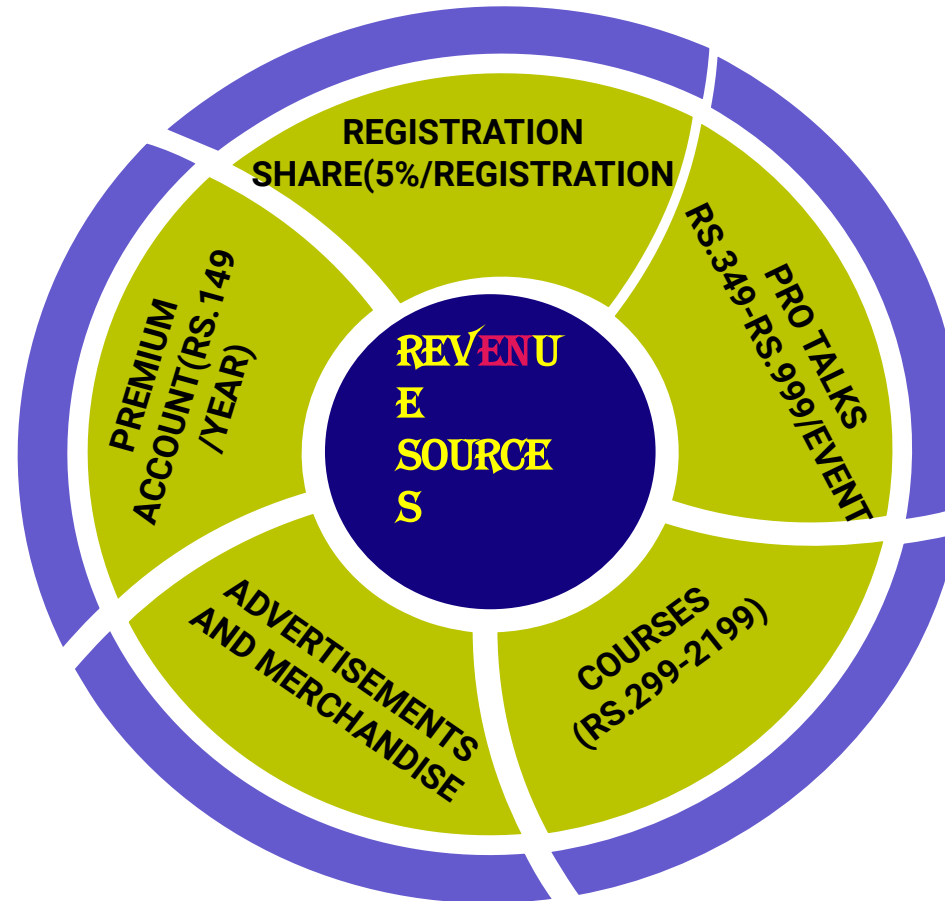 REGISTRATION
SHARE(5%/REGISTRATION
PRO TALKS
RS.349-RS.999/EVENT
COURSES
(RS.299-2199)
ADVERTISEMENTS
AND MERCHANDISE
PREMIUM
ACCOUNT(RS.149
/YEAR)
REVENU
E
SOURCE
S